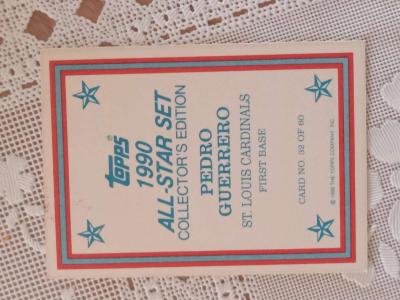 TOPPS®
1990
ALL-STAR SET
COLLECTOR'S EDITION
PEDRO
GUERRERO
ST. LOUIS CARDINALS
FIRST BASE
CARD NO. 32 OF 60
THE TOPPS COMPANY, INC.